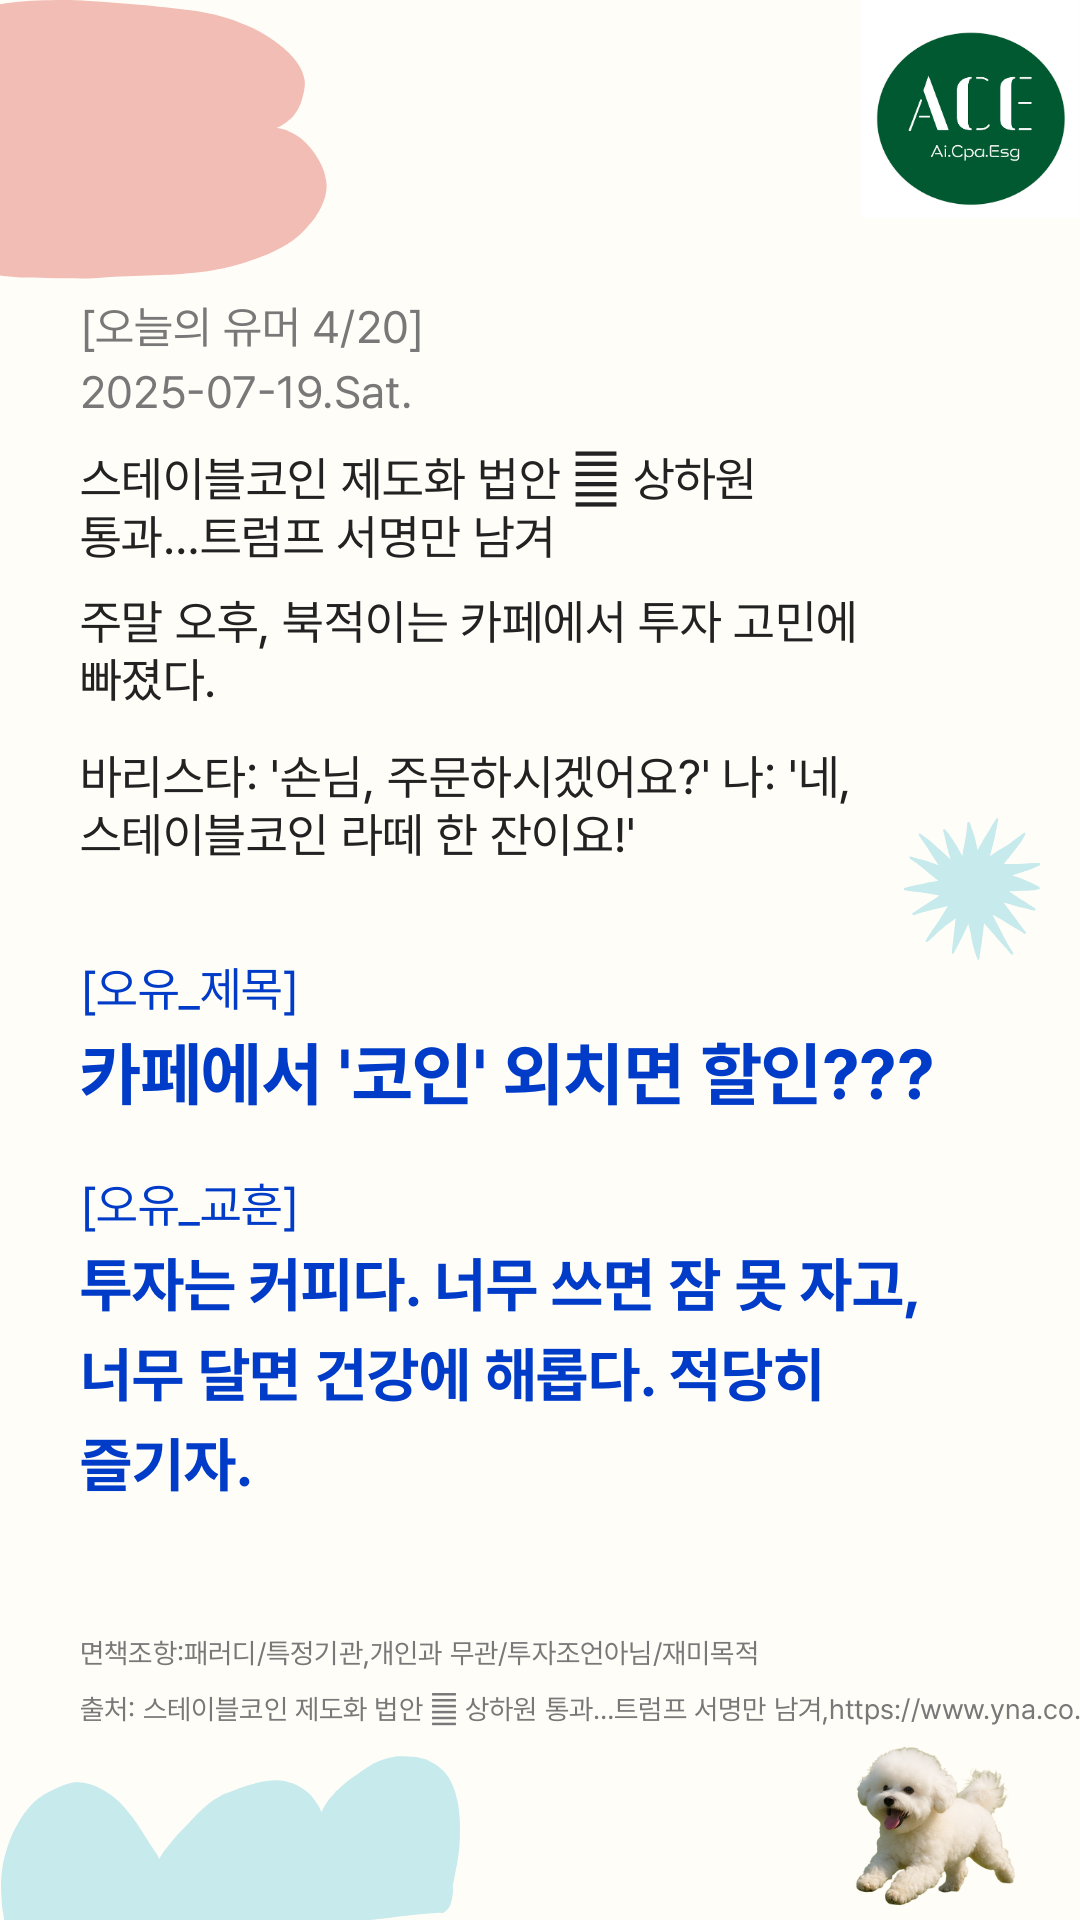 ACE
Ai.Cpa.Esg
[오늘의 유머 4/20]
2025-07-19.Sat.
스테이블코인 제도화 법안 상하원
통과…트럼프 서명만 남겨
주말 오후, 북적이는 카페에서 투자 고민에
빠졌다.
바리스타: '손님, 주문하시겠어요?' 나: '네,
스테이블코인 라떼 한 잔이요!'
[오유_제목]
카페에서 '코인' 외치면 할인???
[오유_교훈]
투자는 커피다. 너무 쓰면 잠 못 자고,
너무 달면 건강에 해롭다. 적당히
즐기자.
면책조항:패러디/특정기관,개인과 무관/투자조언아님/재미목적
출처: 스테이블코인 제도화 법안 상하원 통과…트럼프 서명만 남겨,https://www.yna.co.